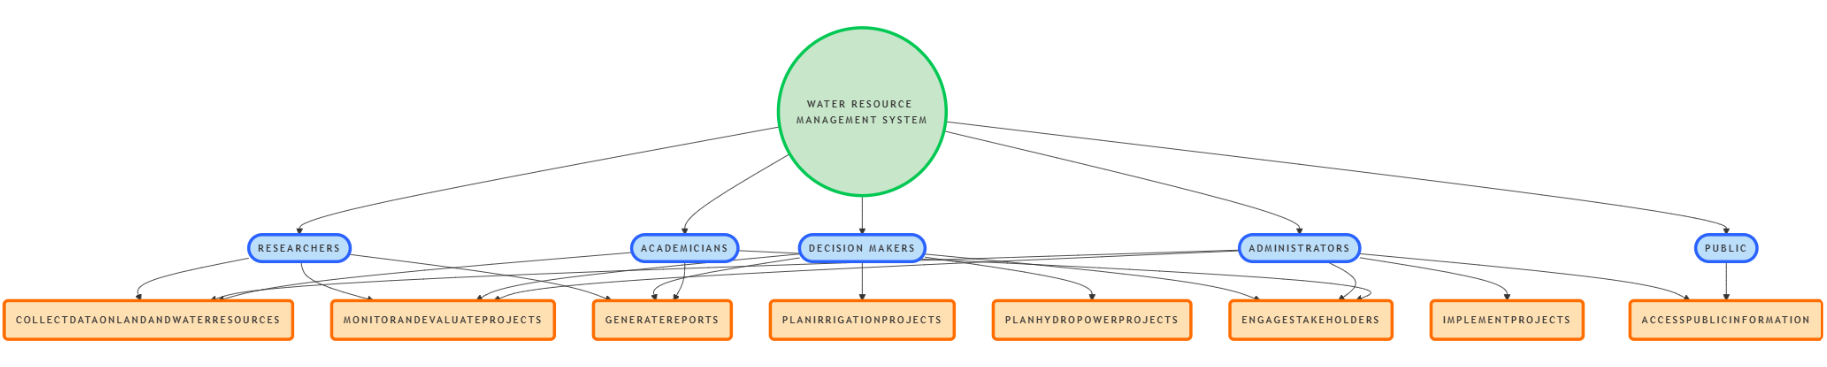 WATER RESOURCE
MANAGEMENT SYSTEM
RESEARCHERS
ACADEMICIANS
DECISION MAKERS
ADMINISTRATORS
PUBLIC
COLLECTDATAONLANDANDWATERRESOURCES
MONITORANDEVALUATEPROJECTS
GENERATEREPORTS
PLANIRRIGATIONPROJECTS
PLANHYDROPOWERPROJECTS
ENGAGESTAKEHOLDERS
IMPLEMENTPROJECTS
ACCESSPUBLICINFORMATION